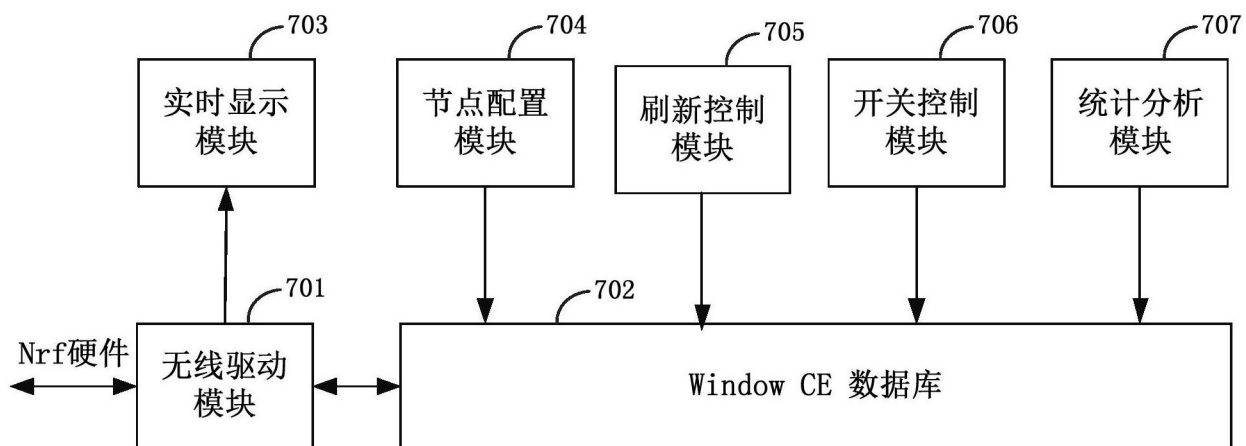 703
704
705
706
707
实时显示
模块
节点配置
模块
刷新控制
模块
开关控制
模块
统计分析
模块
701
702
Nrf硬件
无线驱动
模块
Window CE 数据库